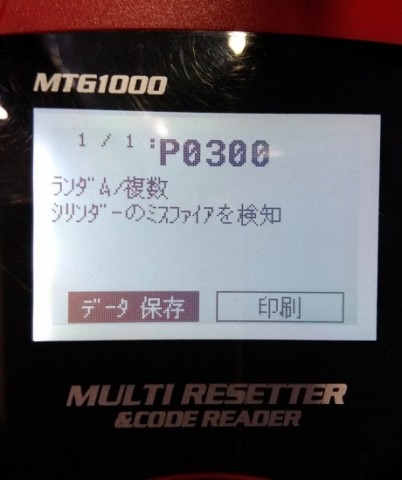 MTG1000
1 / 1 :P0300
ﾗﾝﾀﾞﾑ/複数
ｼﾘﾝﾀﾞｰのﾐｽﾌｧｲｱを検知
ﾃﾞｰﾀ 保存 印刷
MULTI RESETTER
&CODE READER